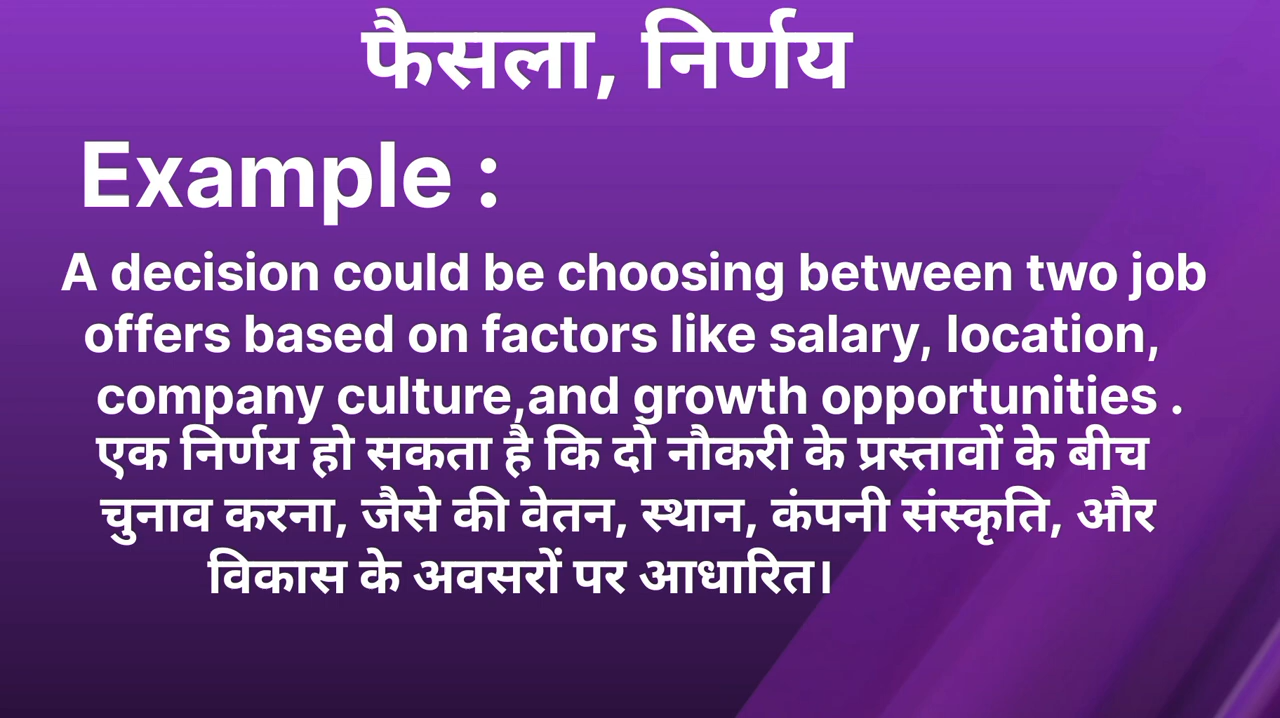 फैसला, निर्णय
Example :
A decision could be choosing between two job
offers based on factors like salary, location,
company culture,and growth opportunities .
एक निर्णय हो सकता है कि दो नौकरी के प्रस्तावों के बीच
चुनाव करना, जैसे की वेतन, स्थान, कंपनी संस्कृति, और
विकास के अवसरों पर आधारित।